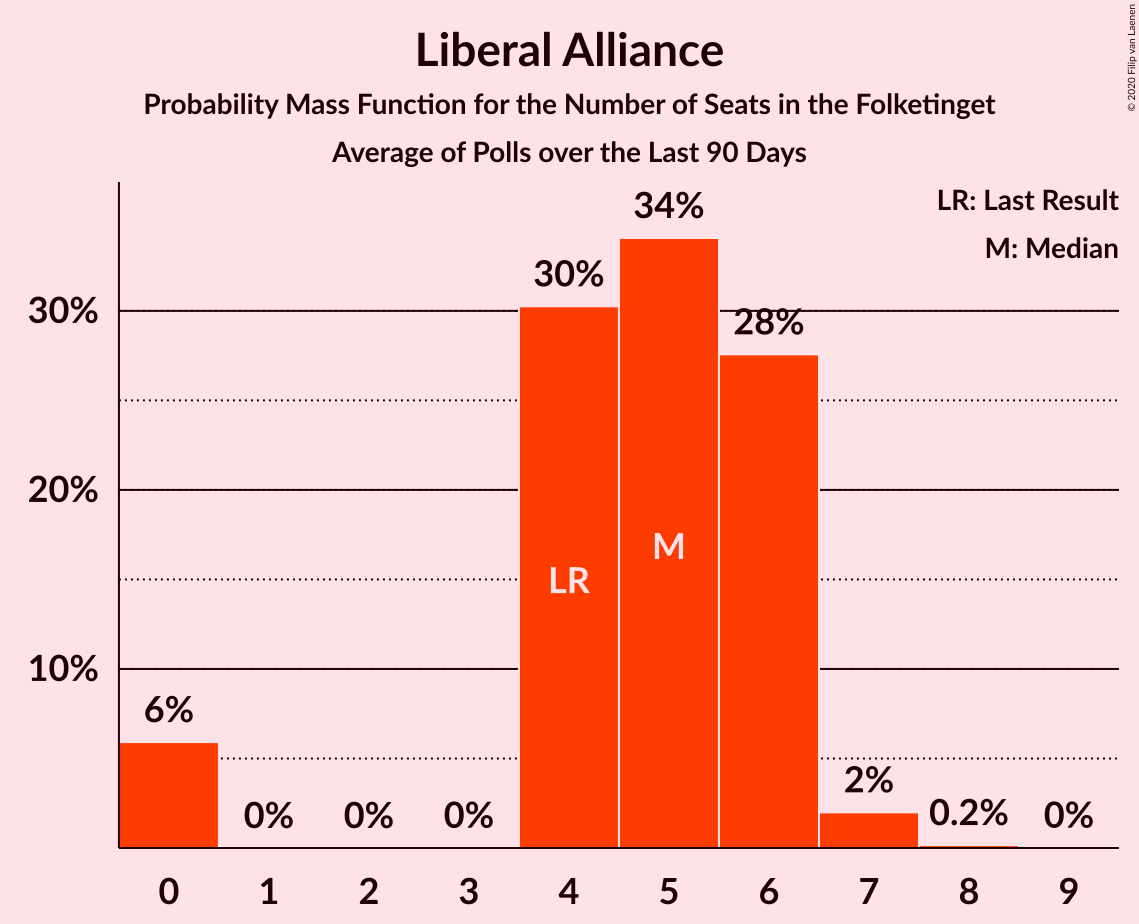 Liberal Alliance
Probability Mass Function for the Number of Seats in the Folketinget
Average of Polls over the Last 90 Days
© 2020 Filip van Laenen
LR: Last Result
M: Median
34%
30%
28%
30%
20%
10%
M
LR
6%
0%
0%
0%
2%
0.2%
0%
0 1 2 3 4 5 6 7 8 9